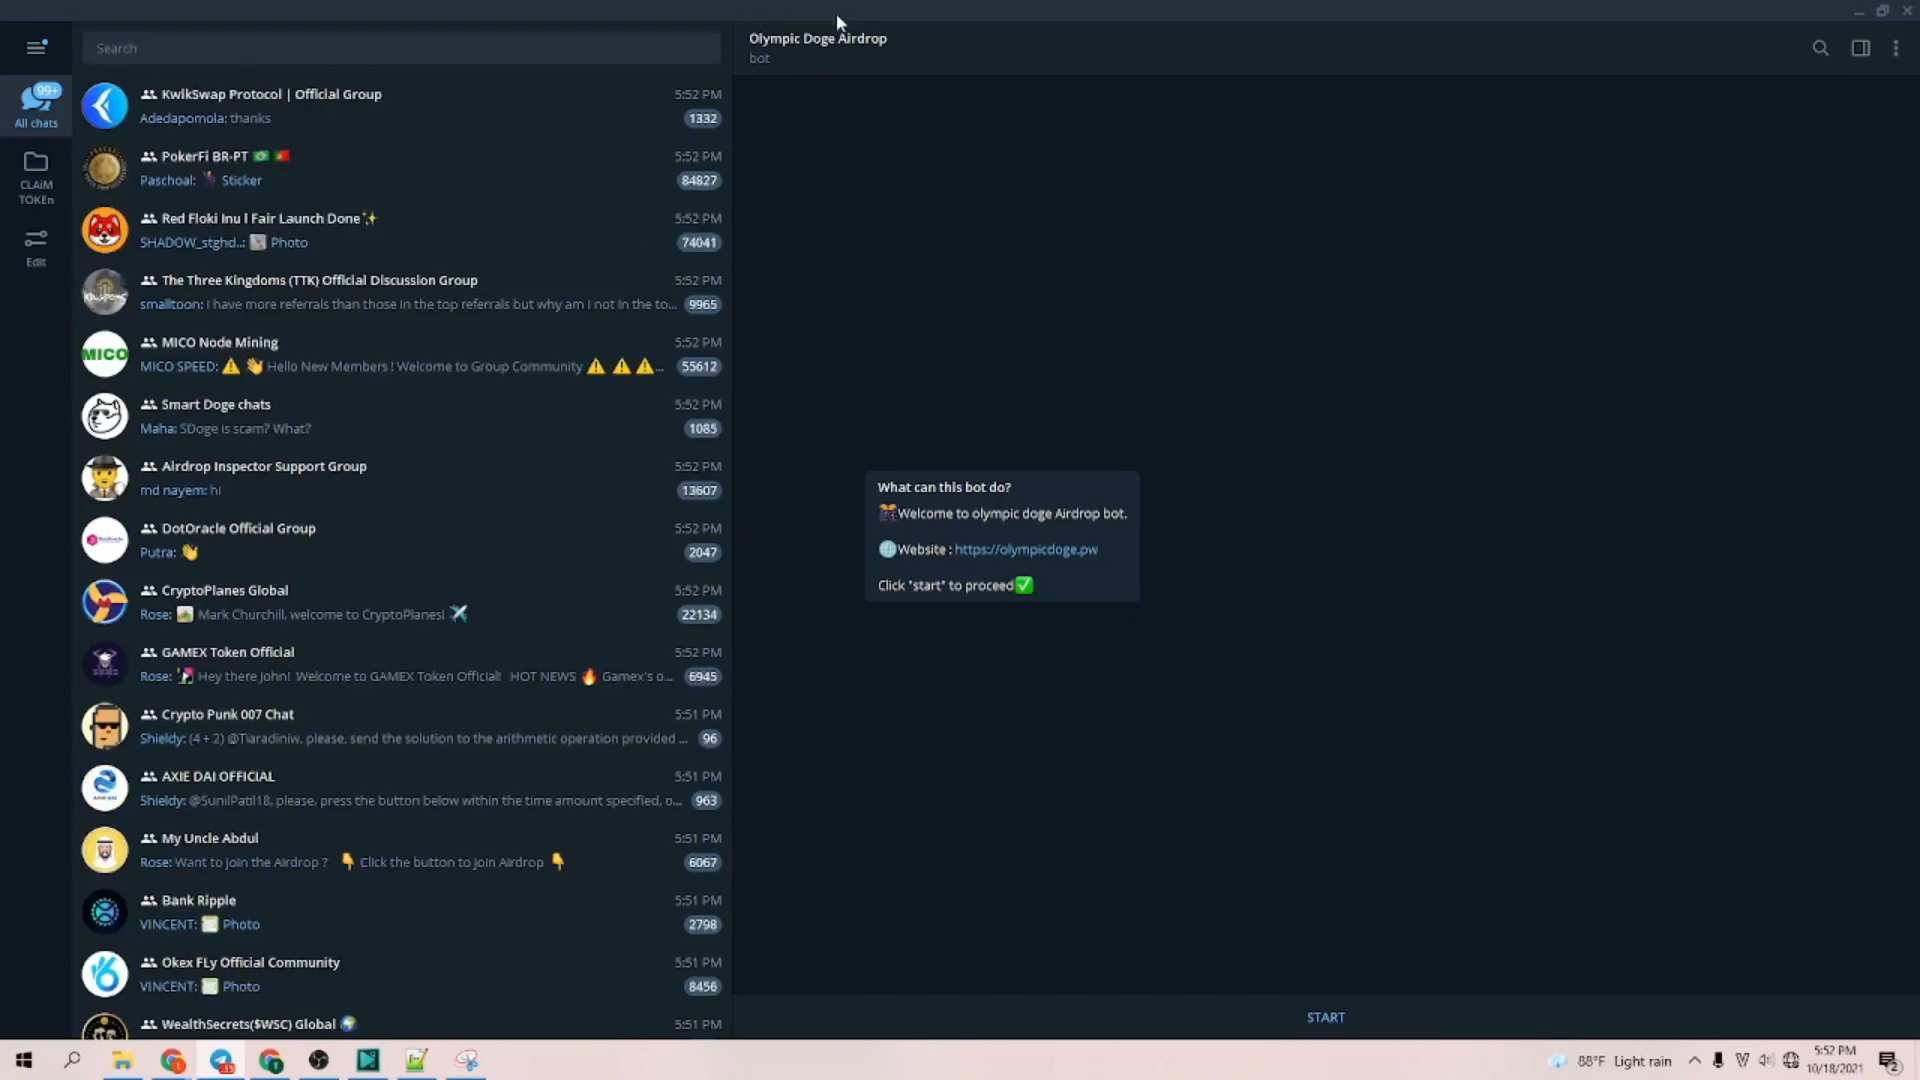 Search
Olympic Doge Airdrop
bot
99+
All chats
CLAiM
TOKEn
Edit
KwikSwap Protocol | Official Group 5:52 PM
Adedapomola: thanks 1332
PokerFi BR-PT 🇧🇷 🇵🇹 5:52 PM
Paschoal: Sticker 84827
Red Floki Inu l Fair Launch Done✨ 5:52 PM
SHADOW_stghd..: Photo 74041
The Three Kingdoms (TTK) Official Discussion Group 5:52 PM
smalltoon: I have more referrals than those in the top referrals but why am I not in the to... 9965
MICO
MICO Node Mining 5:52 PM
MICO SPEED: ⚠️ 👋 Hello New Members ! Welcome to Group Community ⚠️ ⚠️ ⚠️... 55612
Smart Doge chats 5:52 PM
Maha: SDoge is scam? What? 1085
Airdrop Inspector Support Group 5:52 PM
md nayem: hi 13607
DotOracle Official Group 5:52 PM
Putra: 👋 2047
CryptoPlanes Global 5:52 PM
Rose: Mark Churchill, welcome to CryptoPlanes! ✈️ 22134
GAMEX Token Official 5:52 PM
Rose: Hey there John! Welcome to GAMEX Token Official! HOT NEWS 🔥 Gamex's o... 6945
Crypto Punk 007 Chat 5:51 PM
Shieldy: (4 + 2) @Tiaradiniw, please, send the solution to the arithmetic operation provided ... 96
AXIE DAI OFFICIAL 5:51 PM
Shieldy: @SunilPatil18, please, press the button below within the time amount specified, o... 963
My Uncle Abdul 5:51 PM
Rose: Want to join the Airdrop ? 👇 Click the button to join Airdrop 👇 6067
Bank Ripple 5:51 PM
VINCENT: Photo 2798
Okex FLy Official Community 5:51 PM
VINCENT: Photo 8456
WealthSecrets($WSC) Global 🌍 5:51 PM
What can this bot do?
🎊Welcome to olympic doge Airdrop bot.
🌐Website : https://olympicdoge.pw
Click "start" to proceed✅
START
88°F Light rain
5:52 PM
10/18/2021
2